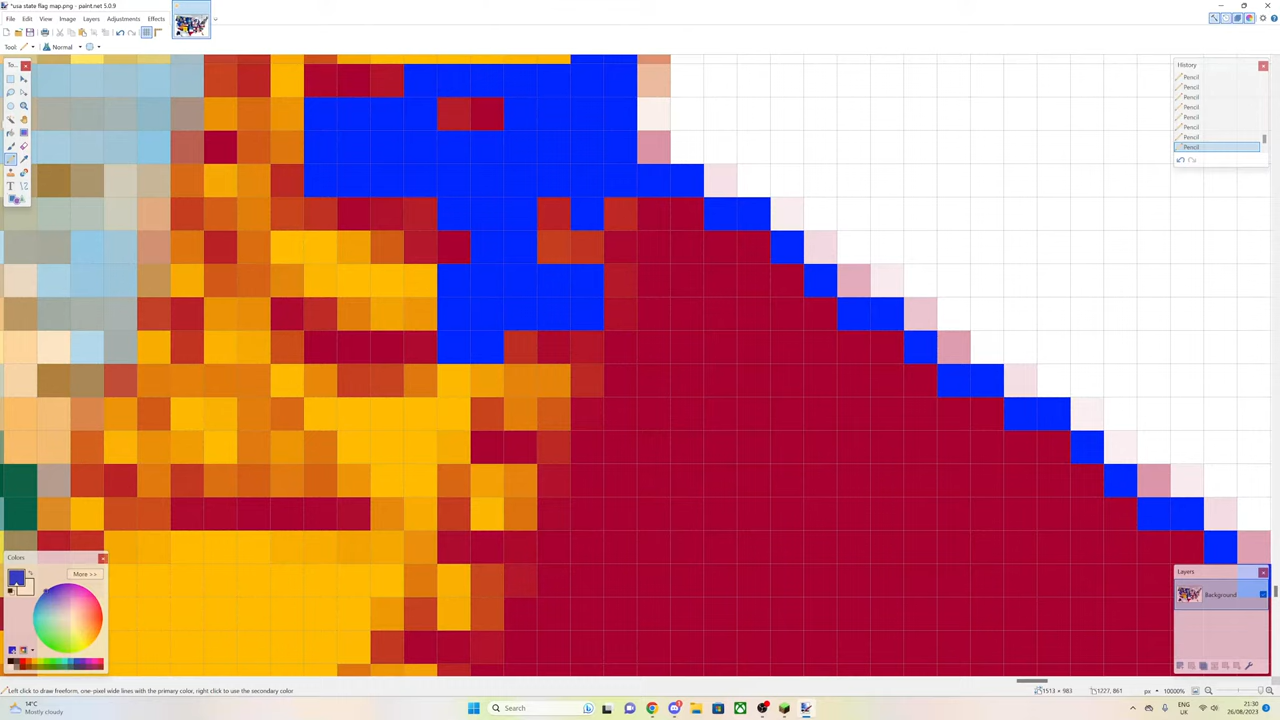 *usa state flag map.png - paint.net 5.0.9
File Edit View Image Layers Adjustments Effects
Tool:
Normal
To...
History
Pencil
Pencil
Pencil
Pencil
Pencil
Pencil
Pencil
Pencil
Colors
More >>
Layers
Background
Left click to draw freeform, one-pixel wide lines with the primary color, right click to use the secondary color
1513 × 983
1227, 861
px
10000%
14°C
Mostly cloudy
Search
ENG
UK
21:30
26/08/2023